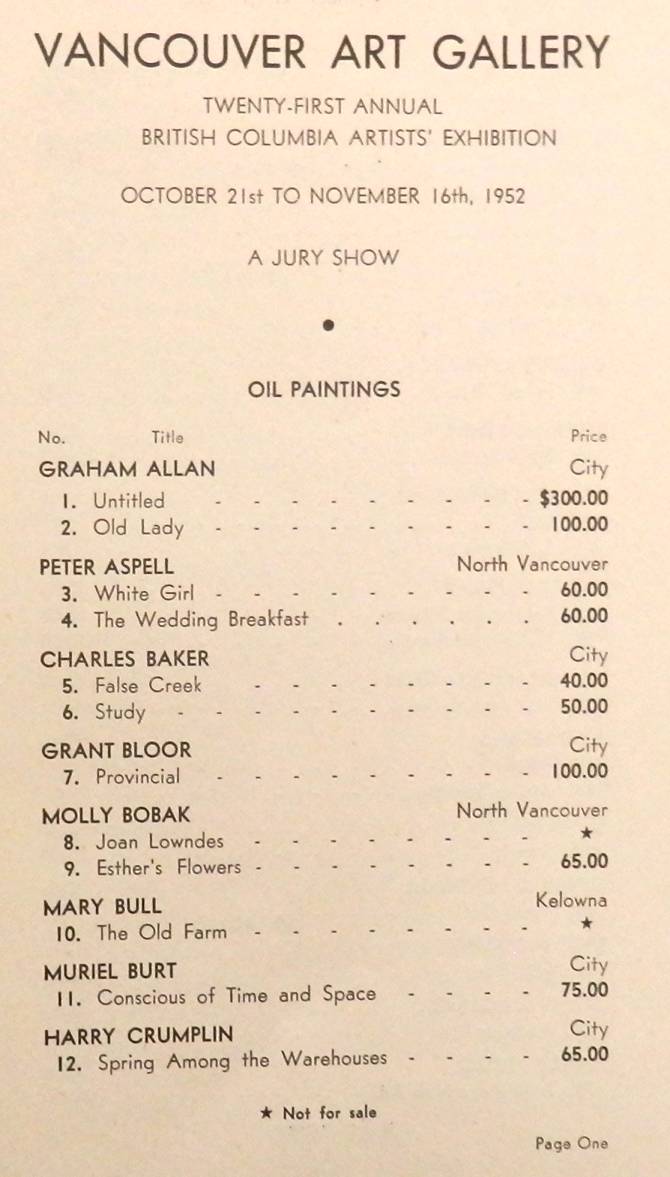 VANCOUVER ART GALLERY
TWENTY-FIRST ANNUAL
BRITISH COLUMBIA ARTISTS' EXHIBITION
OCTOBER 21st TO NOVEMBER 16th, 1952
A JURY SHOW
●
OIL PAINTINGS
No. Title Price
GRAHAM ALLAN City
1. Untitled - - - - - - - - - $300.00
2. Old Lady - - - - - - - - - 100.00
PETER ASPELL North Vancouver
3. White Girl - - - - - - - - - 60.00
4. The Wedding Breakfast . . . . . . 60.00
CHARLES BAKER City
5. False Creek - - - - - - - - 40.00
6. Study - - - - - - - - - - 50.00
GRANT BLOOR City
7. Provincial - - - - - - - - - 100.00
MOLLY BOBAK North Vancouver
8. Joan Lowndes - - - - - - - - ★
9. Esther's Flowers - - - - - - - - 65.00
MARY BULL Kelowna
10. The Old Farm - - - - - - - - ★
MURIEL BURT City
11. Conscious of Time and Space - - - - 75.00
HARRY CRUMPLIN City
12. Spring Among the Warehouses - - - - 65.00
★ Not for sale
Page One